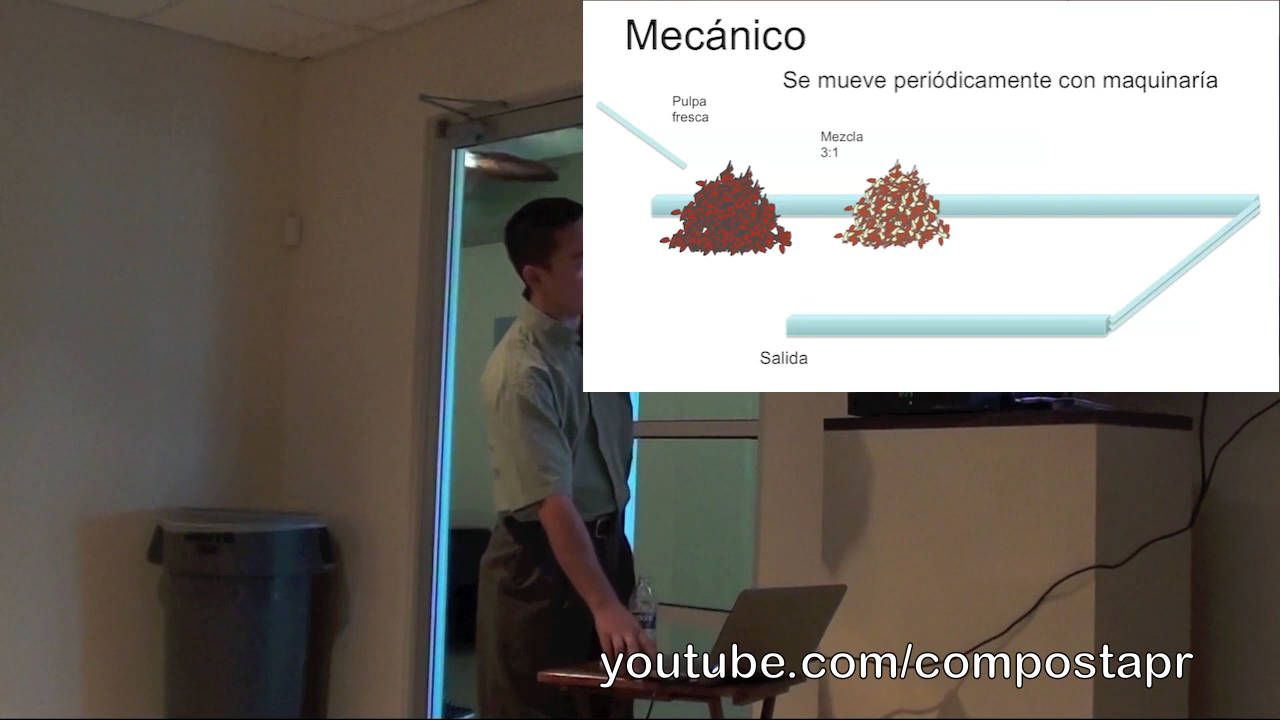 Mecánico
Se mueve periódicamente con maquinaría
Pulpa
fresca
Mezcla
3:1
Salida
youtube.com/compostapr